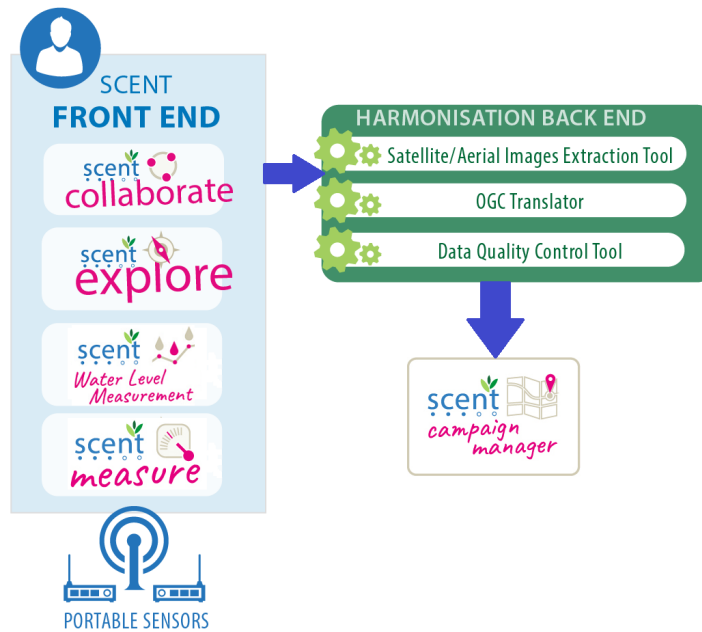 SCENT
FRONT END
scent
collaborate
scent
explore
scent
Water Level
Measurement
scent
measure
PORTABLE SENSORS
HARMONISATION BACK END
Satellite/Aerial Images Extraction Tool
OGC Translator
Data Quality Control Tool
scent
campaign
manager